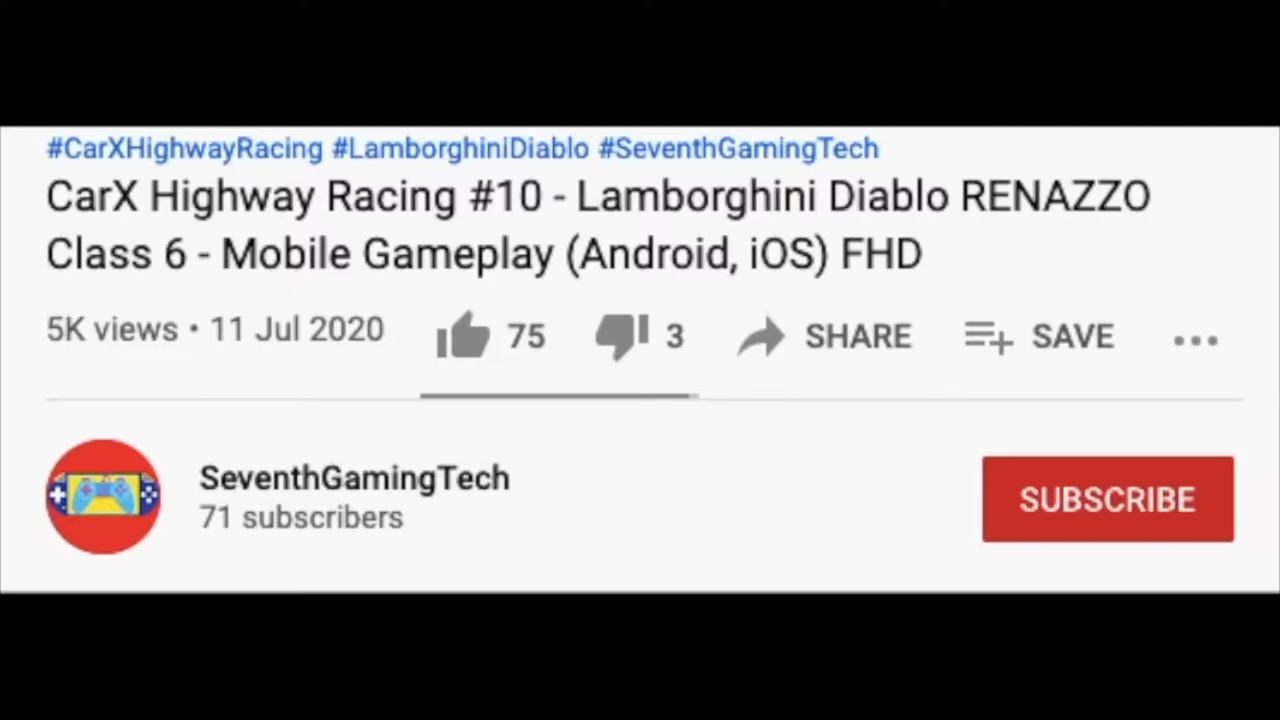 #CarXHighwayRacing #LamborghiniDiablo #SeventhGamingTech
CarX Highway Racing #10 - Lamborghini Diablo RENAZZO
Class 6 - Mobile Gameplay (Android, iOS) FHD
5K views • 11 Jul 2020 75 3 SHARE SAVE
SeventhGamingTech
71 subscribers
SUBSCRIBE